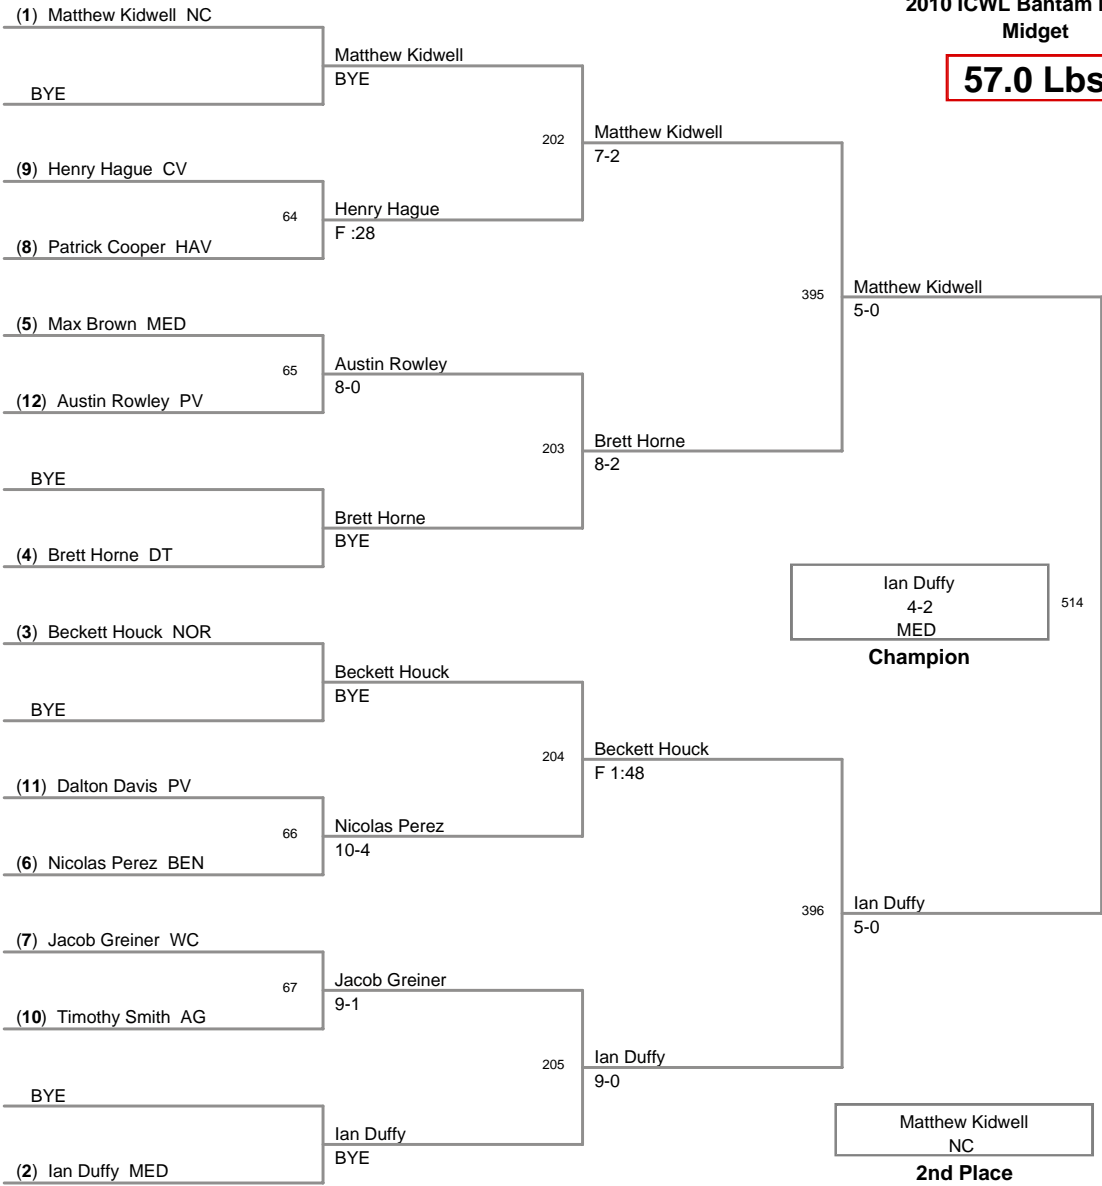 2010 ICWL Bantam
Midget
57.0 Lbs
(1) Matthew Kidwell NC
BYE
Matthew Kidwell
BYE
202
Matthew Kidwell
7-2
(9) Henry Hague CV
64
Henry Hague
F :28
(8) Patrick Cooper HAV
395
Matthew Kidwell
5-0
(5) Max Brown MED
65
Austin Rowley
8-0
(12) Austin Rowley PV
203
Brett Horne
8-2
BYE
Brett Horne
BYE
(4) Brett Horne DT
Ian Duffy
4-2
MED
Champion
514
(3) Beckett Houck NOR
Beckett Houck
BYE
BYE
204
Beckett Houck
F 1:48
(11) Dalton Davis PV
66
Nicolas Perez
10-4
(6) Nicolas Perez BEN
396
Ian Duffy
5-0
(7) Jacob Greiner WC
67
Jacob Greiner
9-1
(10) Timothy Smith AG
205
Ian Duffy
9-0
BYE
Ian Duffy
BYE
(2) Ian Duffy MED
Matthew Kidwell
NC
2nd Place